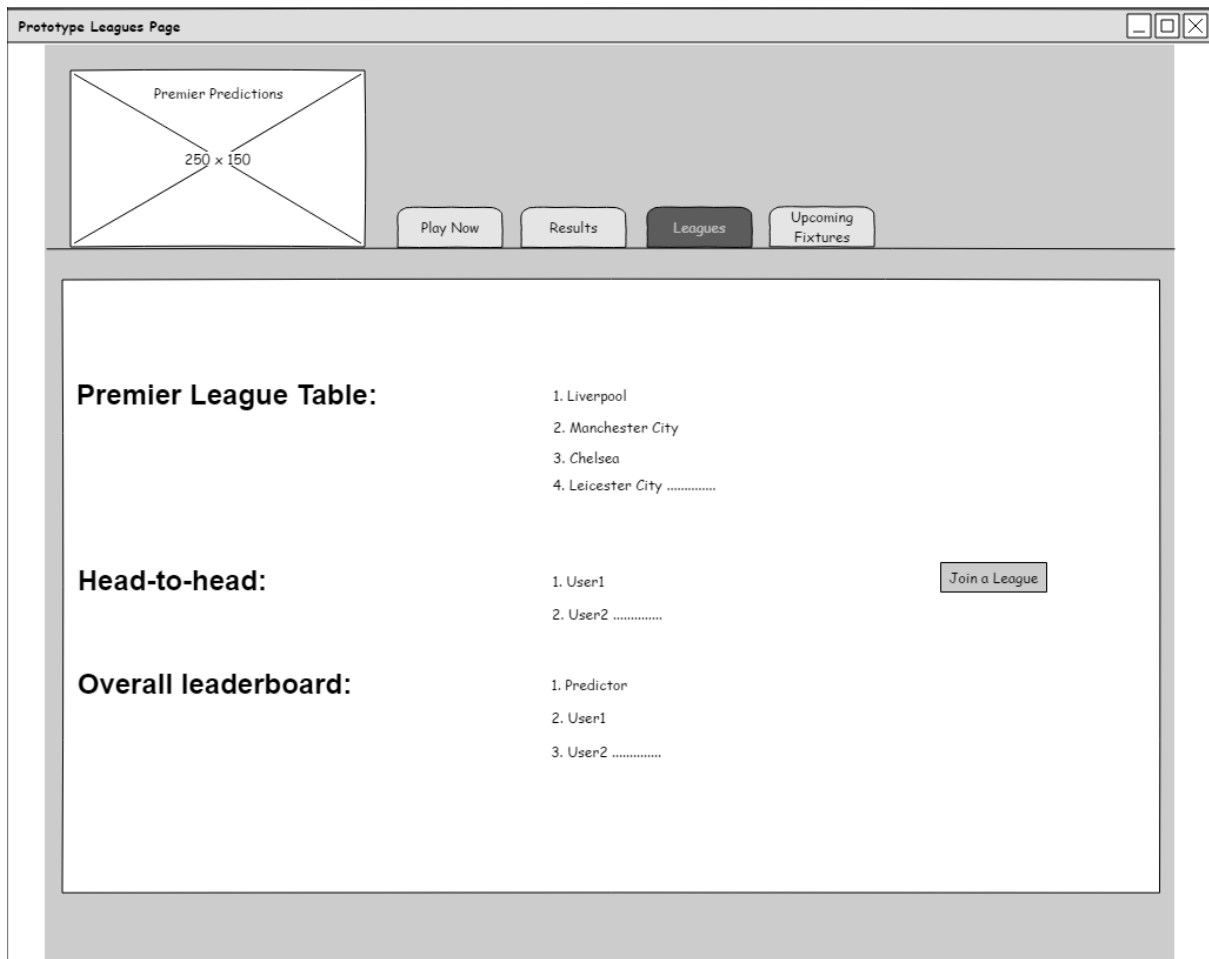 Prototype Leagues Page
Premier Predictions
250 x 150
Play Now
Results
Leagues
Upcoming
Fixtures
Premier League Table:
1. Liverpool
2. Manchester City
3. Chelsea
4. Leicester City ..............
Head-to-head:
1. User1
2. User2 ..............
Join a League
Overall leaderboard:
1. Predictor
2. User1
3. User2 ..............